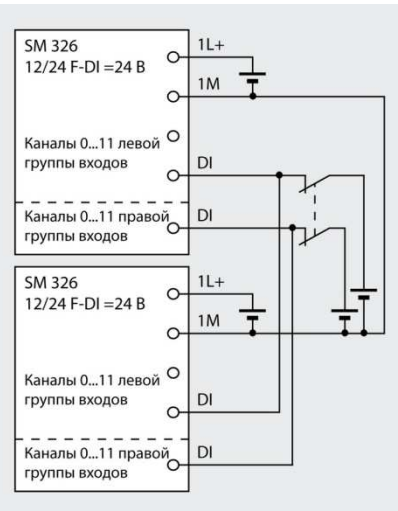 SM 326
12/24 F-DI =24 В
1L+
1M
Каналы 0...11 левой
группы входов
DI
Каналы 0...11 правой
группы входов
DI
SM 326
12/24 F-DI =24 В
1L+
1M
Каналы 0...11 левой
группы входов
DI
Каналы 0...11 правой
группы входов
DI